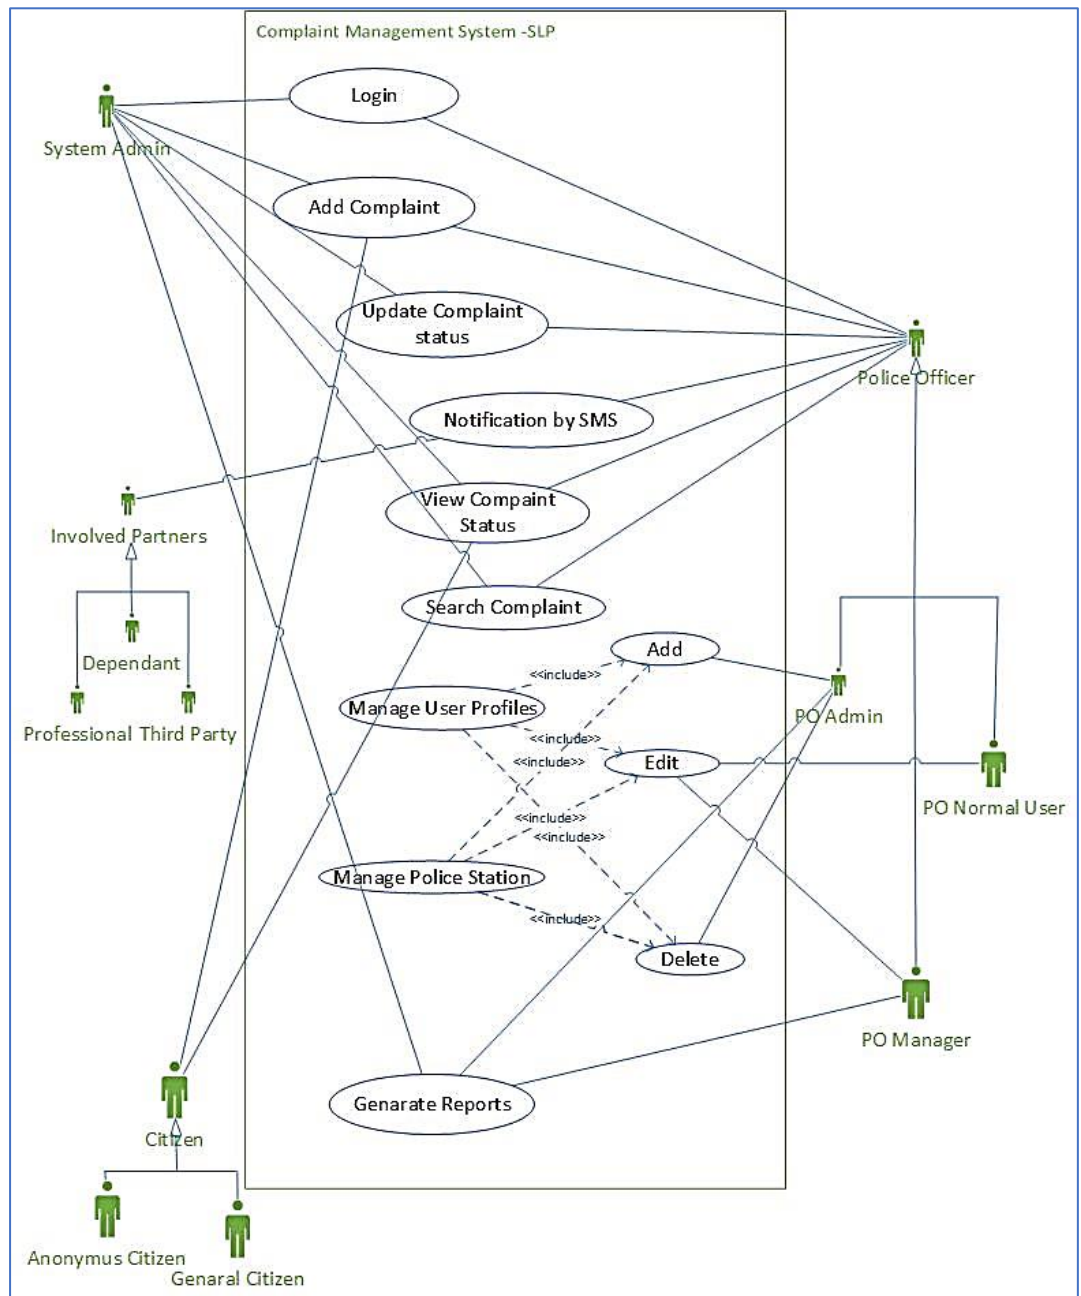 Complaint Management System -SLP
Login
System Admin
Add Complaint
Update Complaint
status
Police Officer
Notification by SMS
View Compaint
Status
Involved Partners
Search Complaint
Add
Dependant
<<include>>
Manage User Profiles
PO Admin
Professional Third Party
<<include>>
<<include>>
Edit
PO Normal User
<<include>>
<<include>>
Manage Police Station
<<include>>
Delete
PO Manager
Genarate Reports
Citizen
Anonymus Citizen
Genaral Citizen